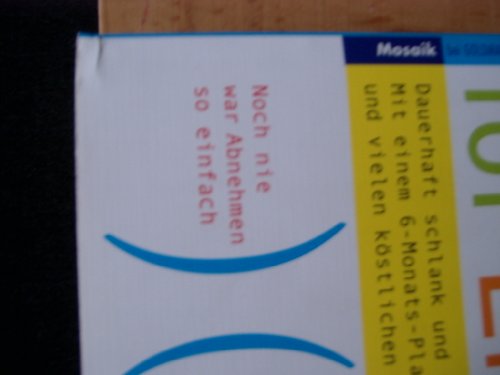 Mosaik
Dauerhaft schlank und
Mit einem 6-Monats-Pla
und vielen köstlichen
Noch nie
war Abnehmen
so einfach